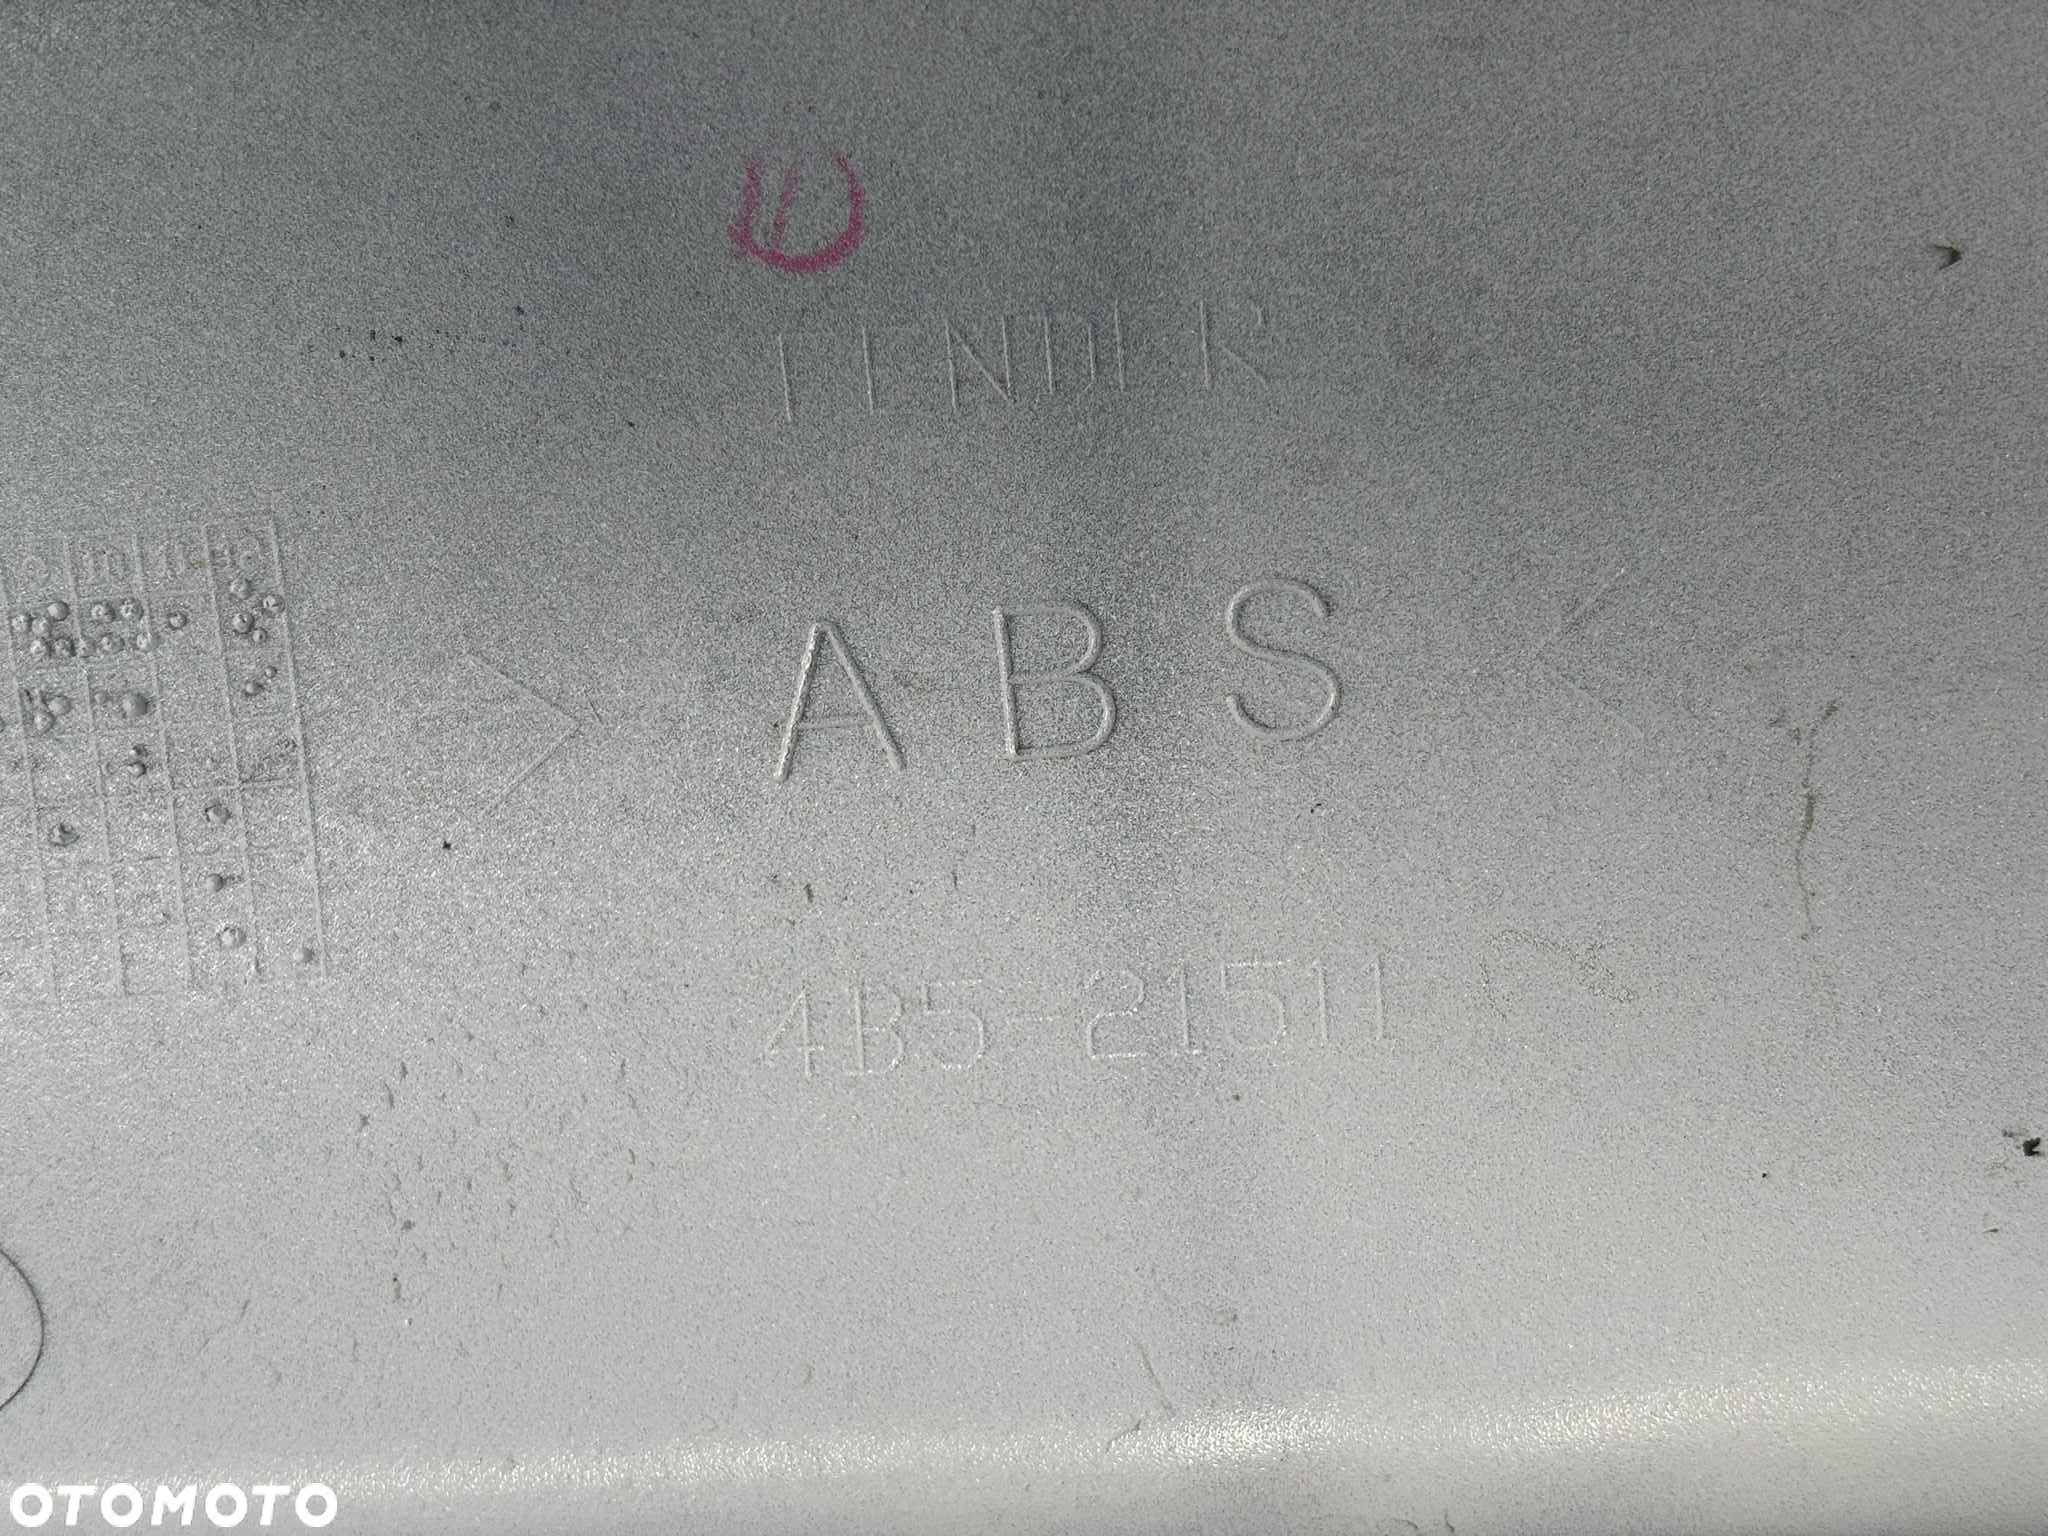 FENDER
>ABS<
4B5-21511
OTOMOTO